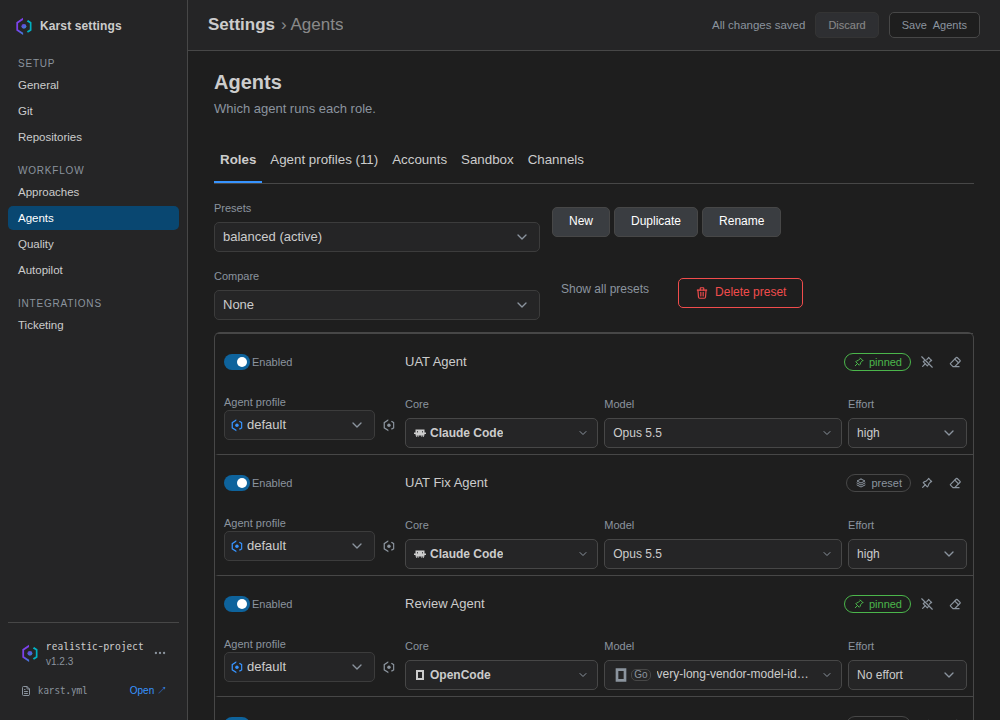 Karst settings
SETUP
General
Git
Repositories
WORKFLOW
Approaches
Agents
Quality
Autopilot
INTEGRATIONS
Ticketing
realistic-project
v1.2.3
karst.yml
Open ↗
Settings › Agents
All changes saved
Discard
Save Agents
Agents
Which agent runs each role.
Roles
Agent profiles (11)
Accounts
Sandbox
Channels
Presets
balanced (active)
New
Duplicate
Rename
Compare
None
Show all presets
Delete preset
Enabled
UAT Agent
pinned
Agent profile
default
Core
Claude Code
Model
Opus 5.5
Effort
high
Enabled
UAT Fix Agent
preset
Agent profile
default
Core
Claude Code
Model
Opus 5.5
Effort
high
Enabled
Review Agent
pinned
Agent profile
default
Core
OpenCode
Model
Go very-long-vendor-model-id…
Effort
No effort